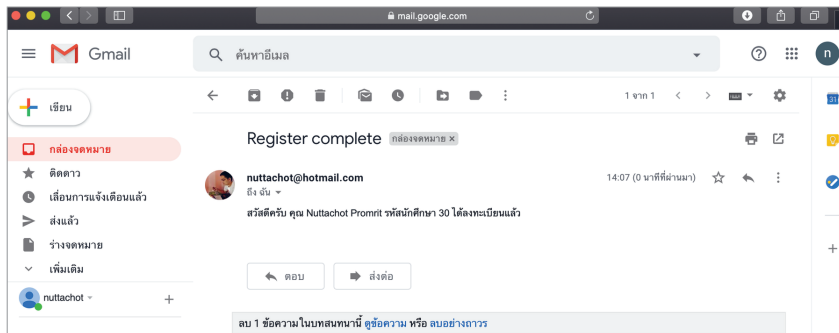 mail.google.com
Gmail
ค้นหาอีเมล
n
เขียน
1 จาก 1
31
กล่องจดหมาย
Register complete กล่องจดหมาย ×
ติดดาว
nuttachot@hotmail.com
14:07 (0 นาทีที่ผ่านมา)
เลื่อนการแจ้งเตือนแล้ว
ถึง ฉัน
ส่งแล้ว
สวัสดีครับ คุณ Nuttachot Promrit รหัสนักศึกษา 30 ได้ลงทะเบียนแล้ว
ร่างจดหมาย
เพิ่มเติม
ตอบ
ส่งต่อ
nuttachot
ลบ 1 ข้อความในบทสนทนานี้ ดูข้อความ หรือ ลบอย่างถาวร